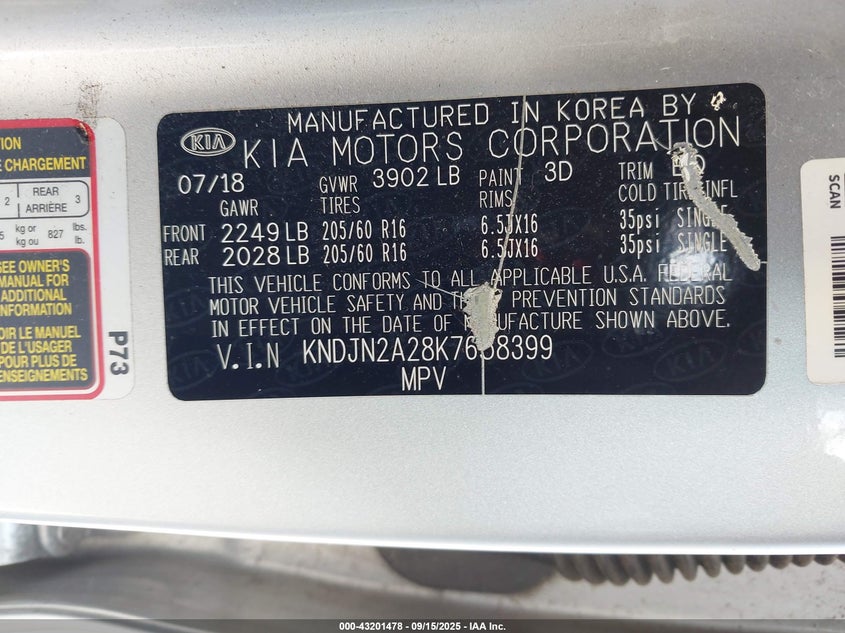 TION
E CHARGEMENT
2
REAR
ARRIÈRE 3
5 kg or 827 lbs.
kg ou lb.
SEE OWNER'S
MANUAL FOR
ADDITIONAL
INFORMATION
OIR LE MANUEL
DE L'USAGER
POUR PLUS DE
RENSEIGNEMENTS
P73
MANUFACTURED IN KOREA BY
KIA KIA MOTORS CORPORATION
07/18 GVWR 3902 LB PAINT 3D TRIM
GAWR TIRES RIMS COLD TIRE INFL
FRONT 2249 LB 205/60 R16 6.5JX16 35psi SINGLE
REAR 2028 LB 205/60 R16 6.5JX16 35psi SINGLE
THIS VEHICLE CONFORMS TO ALL APPLICABLE U.S.A. FEDERAL
MOTOR VEHICLE SAFETY AND PREVENTION STANDARDS
IN EFFECT ON THE DATE OF MANUFACTURE SHOWN ABOVE.
V.I.N
MPV
SCAN
000-43201478 - 09/15/2025 - IAA Inc.